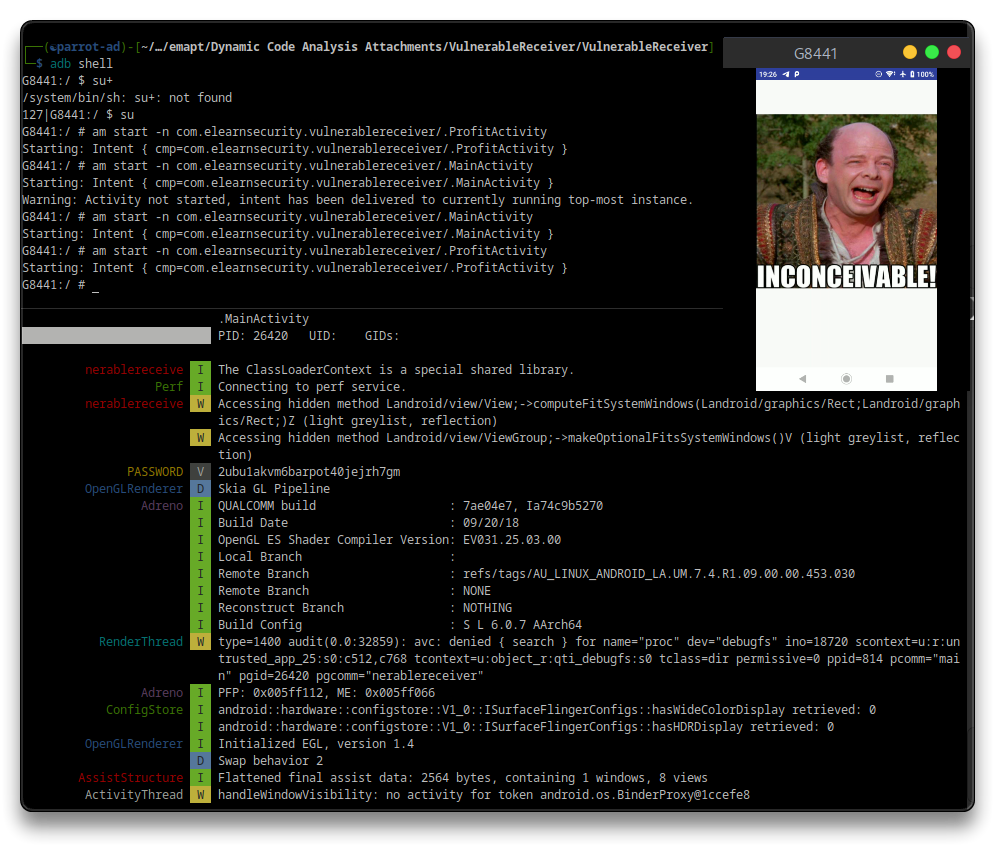 ┌──(parrot-ad)-[~/…/emapt/Dynamic Code Analysis Attachments/VulnerableReceiver/VulnerableReceiver]
└─$ adb shell
G8441:/ $ su+
/system/bin/sh: su+: not found
127|G8441:/ $ su
G8441:/ # am start -n com.elearnsecurity.vulnerablereceiver/.ProfitActivity
Starting: Intent { cmp=com.elearnsecurity.vulnerablereceiver/.ProfitActivity }
G8441:/ # am start -n com.elearnsecurity.vulnerablereceiver/.MainActivity
Starting: Intent { cmp=com.elearnsecurity.vulnerablereceiver/.MainActivity }
Warning: Activity not started, intent has been delivered to currently running top-most instance.
G8441:/ # am start -n com.elearnsecurity.vulnerablereceiver/.MainActivity
Starting: Intent { cmp=com.elearnsecurity.vulnerablereceiver/.MainActivity }
G8441:/ # am start -n com.elearnsecurity.vulnerablereceiver/.ProfitActivity
Starting: Intent { cmp=com.elearnsecurity.vulnerablereceiver/.ProfitActivity }
G8441:/ # _
G8441
19:26 100%
INCONCEIVABLE!
.MainActivity
PID: 26420 UID: GIDs:
nerablereceive I The ClassLoaderContext is a special shared library.
Perf I Connecting to perf service.
nerablereceive W Accessing hidden method Landroid/view/View;->computeFitSystemWindows(Landroid/graphics/Rect;Landroid/graph
ics/Rect;)Z (light greylist, reflection)
W Accessing hidden method Landroid/view/ViewGroup;->makeOptionalFitsSystemWindows()V (light greylist, reflec
tion)
PASSWORD V 2ubu1akvm6barpot40jejrh7gm
OpenGLRenderer D Skia GL Pipeline
Adreno I QUALCOMM build : 7ae04e7, Ia74c9b5270
I Build Date : 09/20/18
I OpenGL ES Shader Compiler Version: EV031.25.03.00
I Local Branch :
I Remote Branch : refs/tags/AU_LINUX_ANDROID_LA.UM.7.4.R1.09.00.00.453.030
I Remote Branch : NONE
I Reconstruct Branch : NOTHING
I Build Config : S L 6.0.7 AArch64
RenderThread W type=1400 audit(0.0:32859): avc: denied { search } for name="proc" dev="debugfs" ino=18720 scontext=u:r:un
trusted_app_25:s0:c512,c768 tcontext=u:object_r:qti_debugfs:s0 tclass=dir permissive=0 ppid=814 pcomm="mai
n" pgid=26420 pgcomm="nerablereceiver"
Adreno I PFP: 0x005ff112, ME: 0x005ff066
ConfigStore I android::hardware::configstore::V1_0::ISurfaceFlingerConfigs::hasWideColorDisplay retrieved: 0
I android::hardware::configstore::V1_0::ISurfaceFlingerConfigs::hasHDRDisplay retrieved: 0
OpenGLRenderer I Initialized EGL, version 1.4
D Swap behavior 2
AssistStructure I Flattened final assist data: 2564 bytes, containing 1 windows, 8 views
ActivityThread W handleWindowVisibility: no activity for token android.os.BinderProxy@1ccefe8